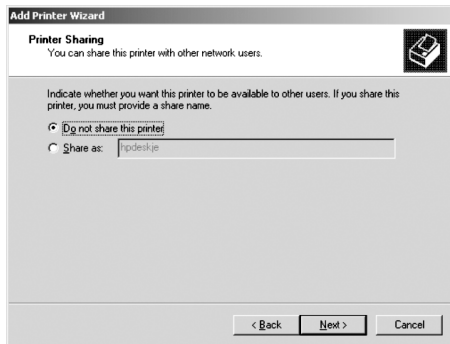 Add Printer Wizard
Printer Sharing
You can share this printer with other network users.
Indicate whether you want this printer to be available to other users. If you share this
printer, you must provide a share name.
Do not share this printer
Share as: hpdeskje
< Back Next > Cancel